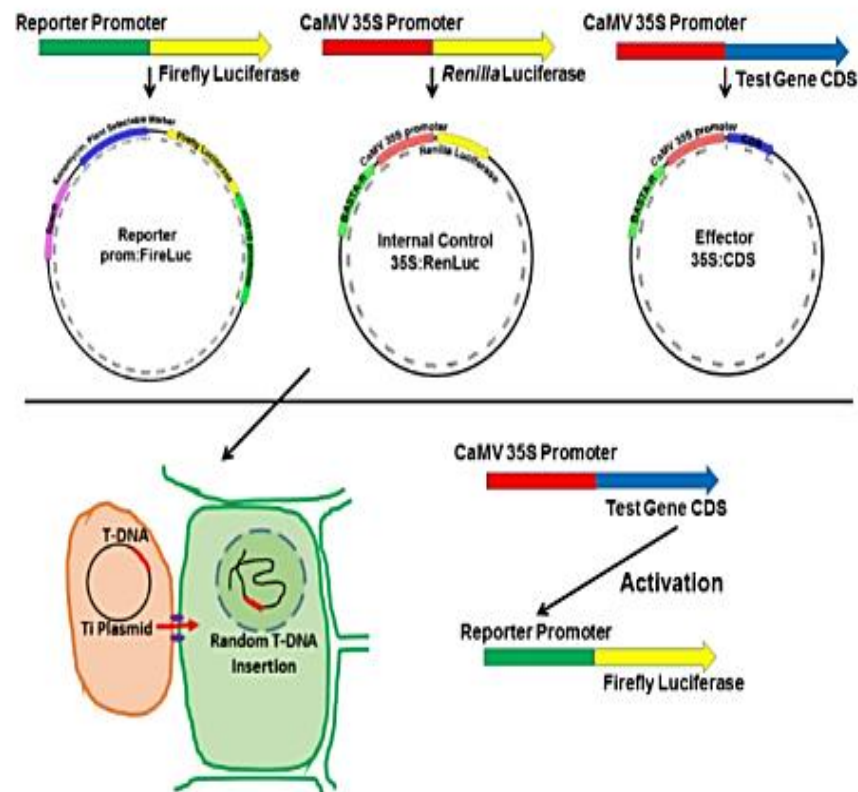 Reporter Promoter
Firefly Luciferase
CaMV 35S Promoter
Renilla Luciferase
CaMV 35S Promoter
Test Gene CDS
Plant Selectable Marker
Firefly Luciferase
Reporter
prom:FireLuc
BASTA-R
CaMV 35S promoter
Renilla Luciferase
Internal Control
35S:RenLuc
BASTA-R
CaMV 35S promoter
CDS
Effector
35S:CDS
T-DNA
Ti Plasmid
Random T-DNA
Insertion
CaMV 35S Promoter
Test Gene CDS
Activation
Reporter Promoter
Firefly Luciferase